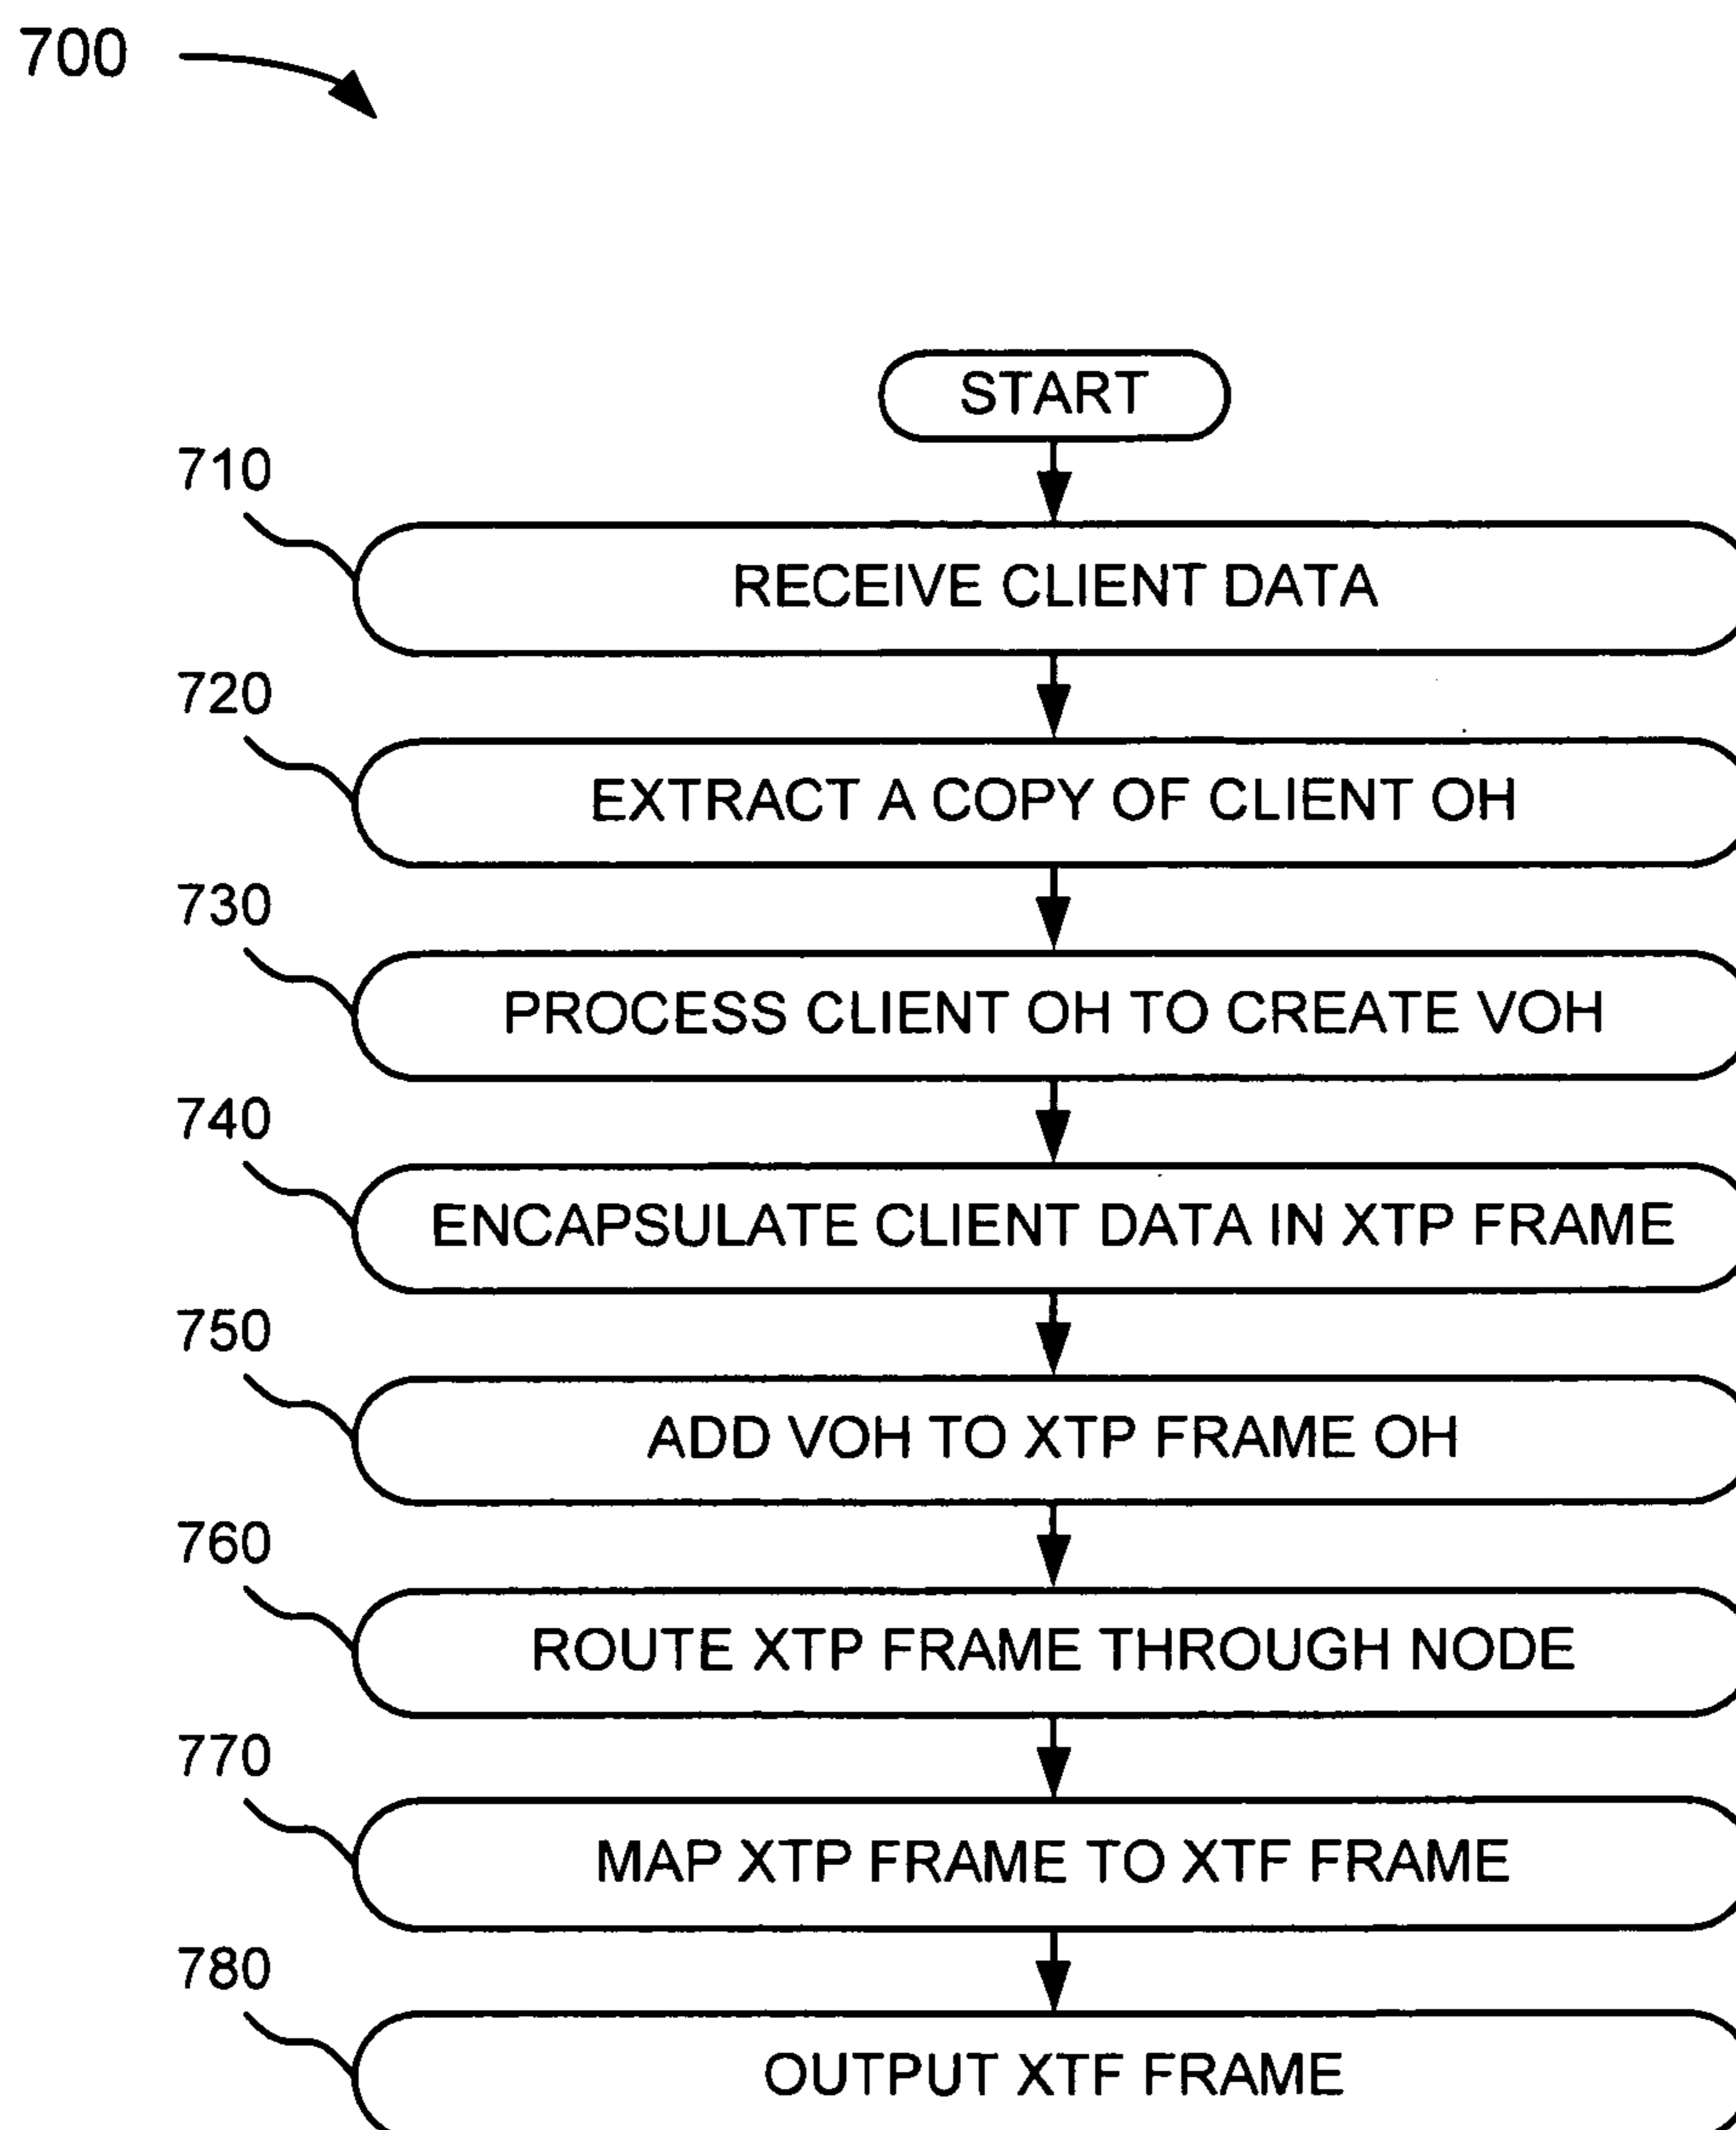 700
START
710
RECEIVE CLIENT DATA
720
EXTRACT A COPY OF CLIENT OH
730
PROCESS CLIENT OH TO CREATE VOH
740
ENCAPSULATE CLIENT DATA IN XTP FRAME
750
ADD VOH TO XTP FRAME OH
760
ROUTE XTP FRAME THROUGH NODE
770
MAP XTP FRAME TO XTF FRAME
780
OUTPUT XTF FRAME